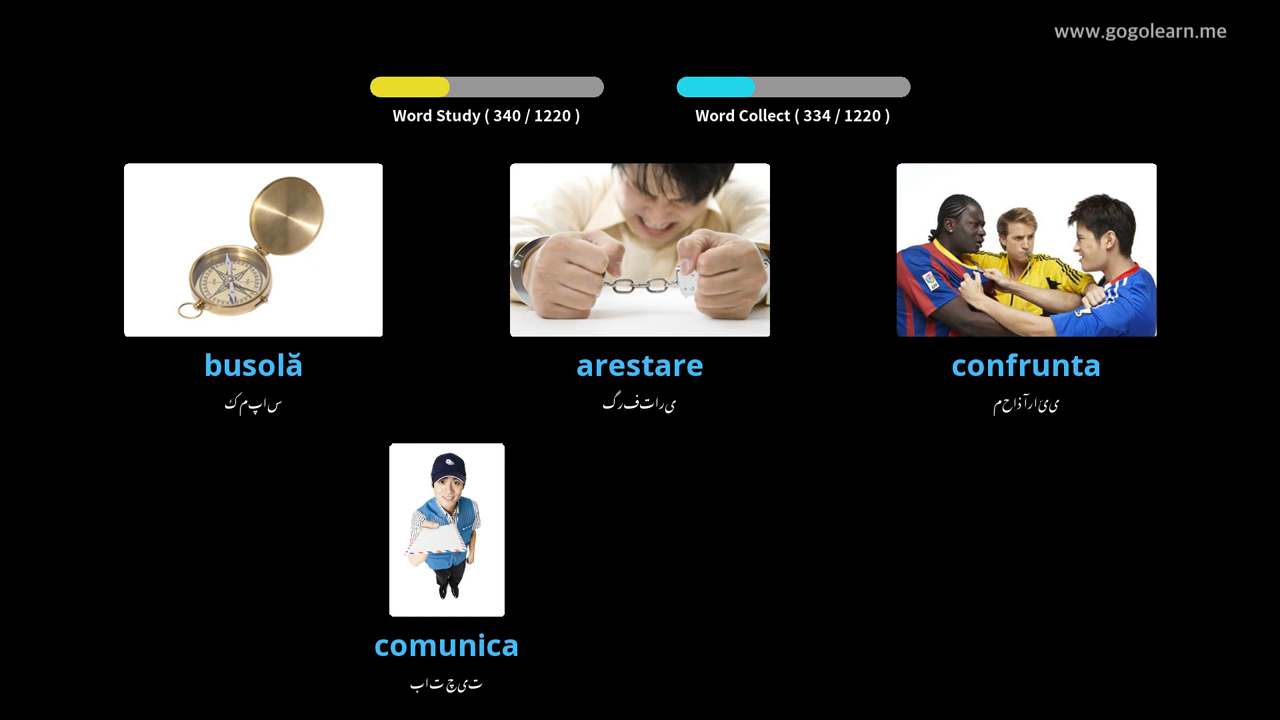 www.gogolearn.me
Word Study ( 340 / 1220 )
Word Collect ( 334 / 1220 )
busolă
کمپاس
arestare
گرفتاری
confrunta
محاذآرائی
comunica
بات چیت